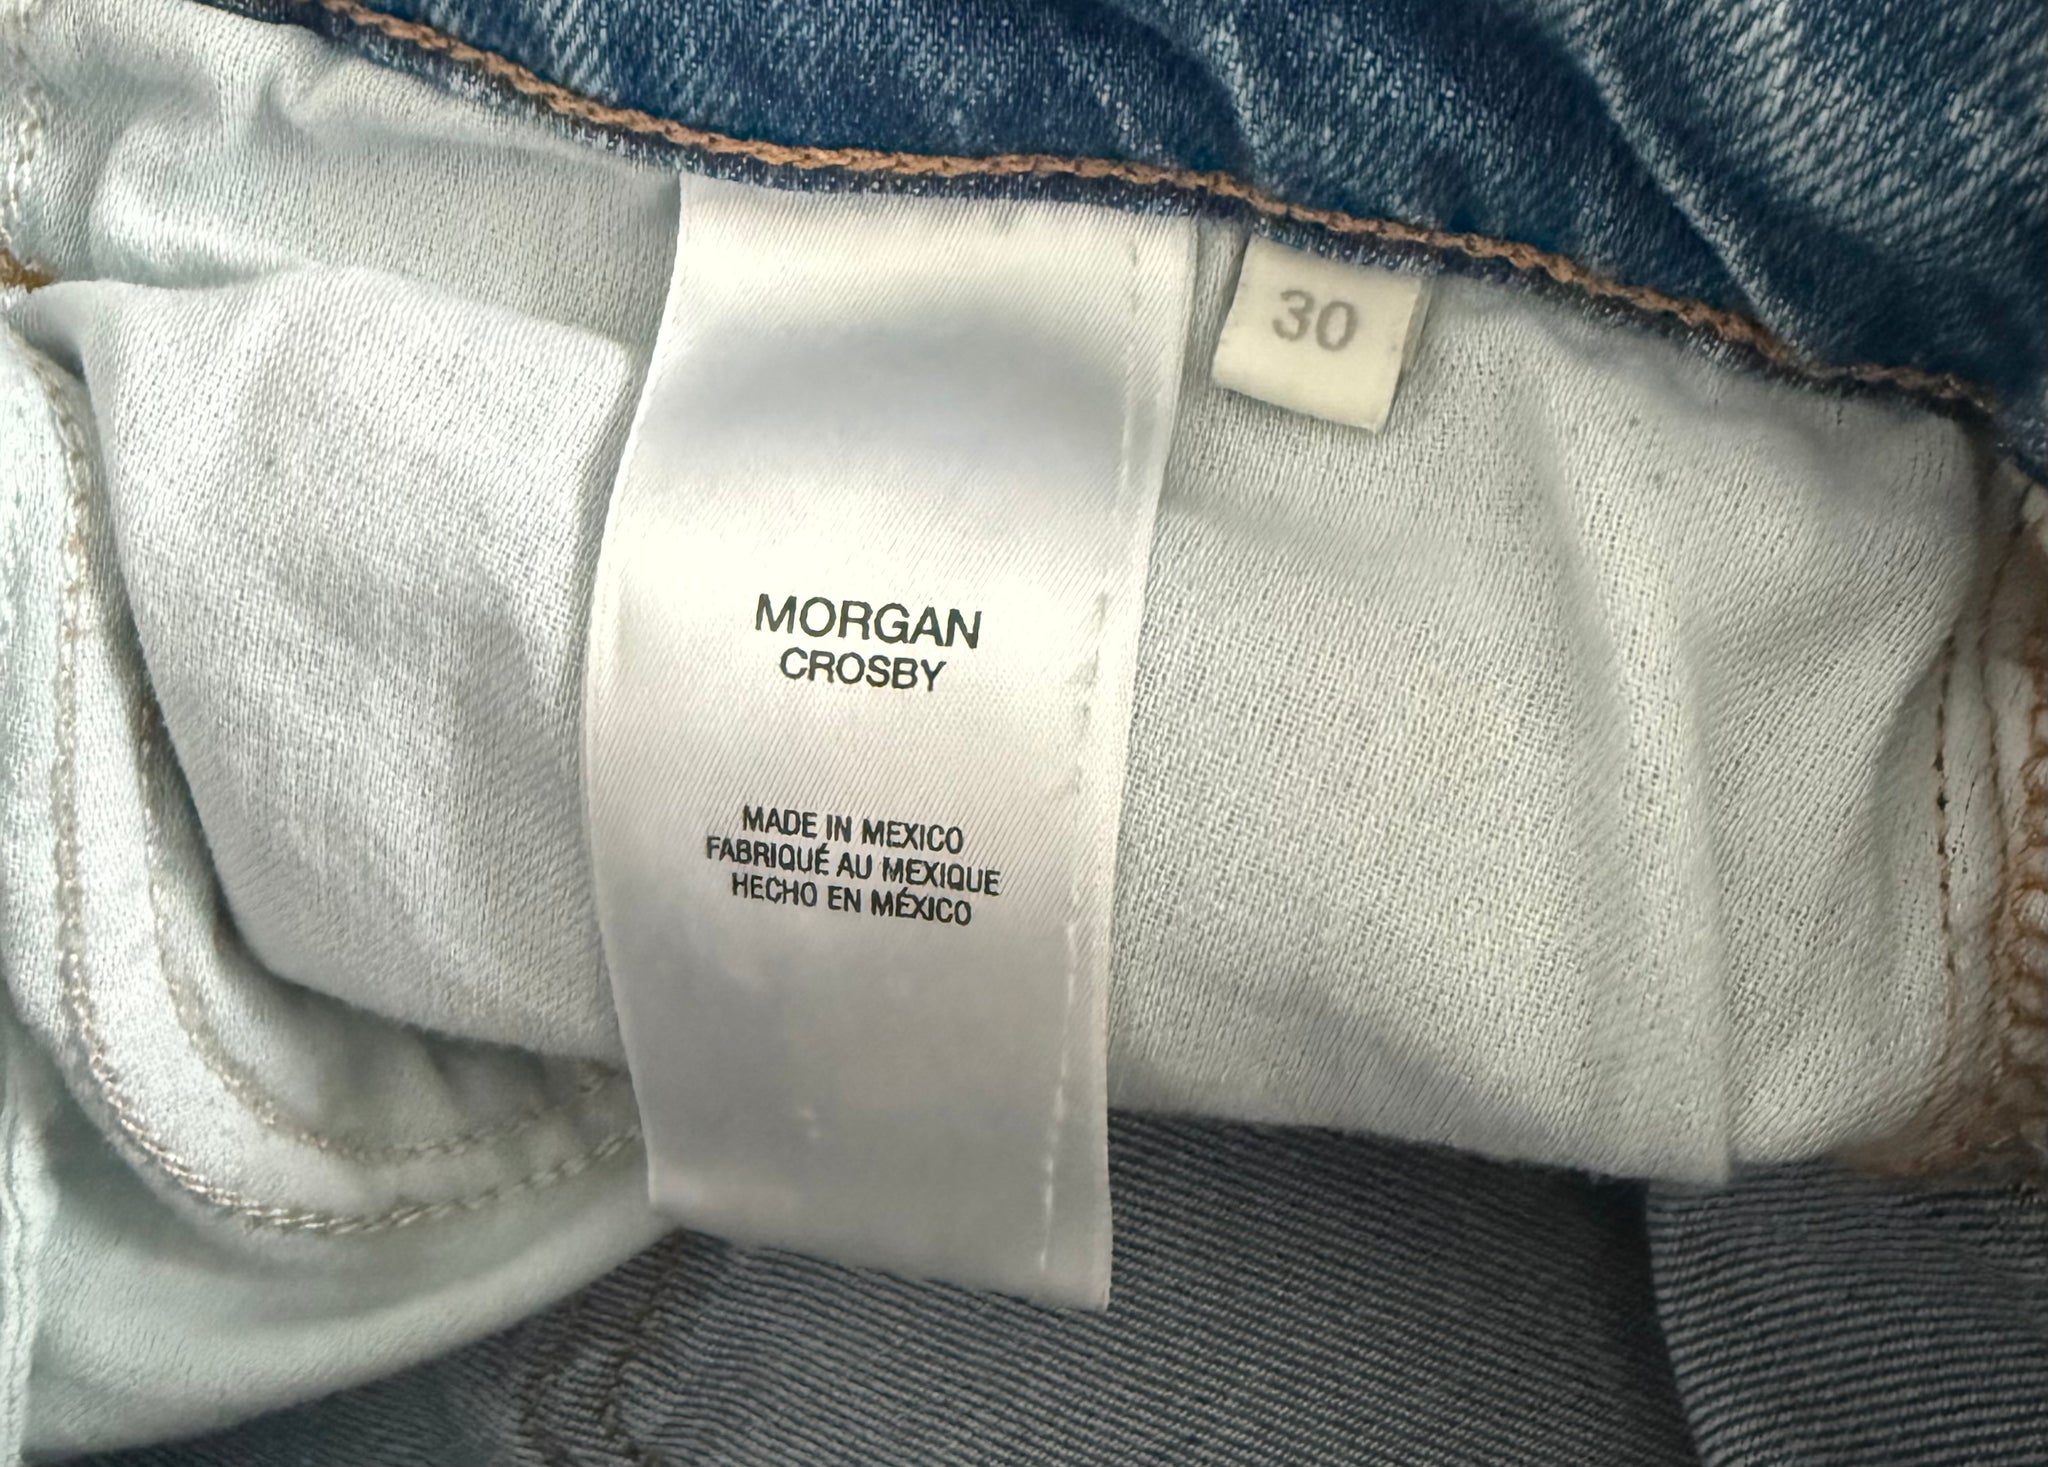 30
MORGAN
CROSBY
MADE IN MEXICO
FABRIQUÉ AU MEXIQUE
HECHO EN MÉXICO